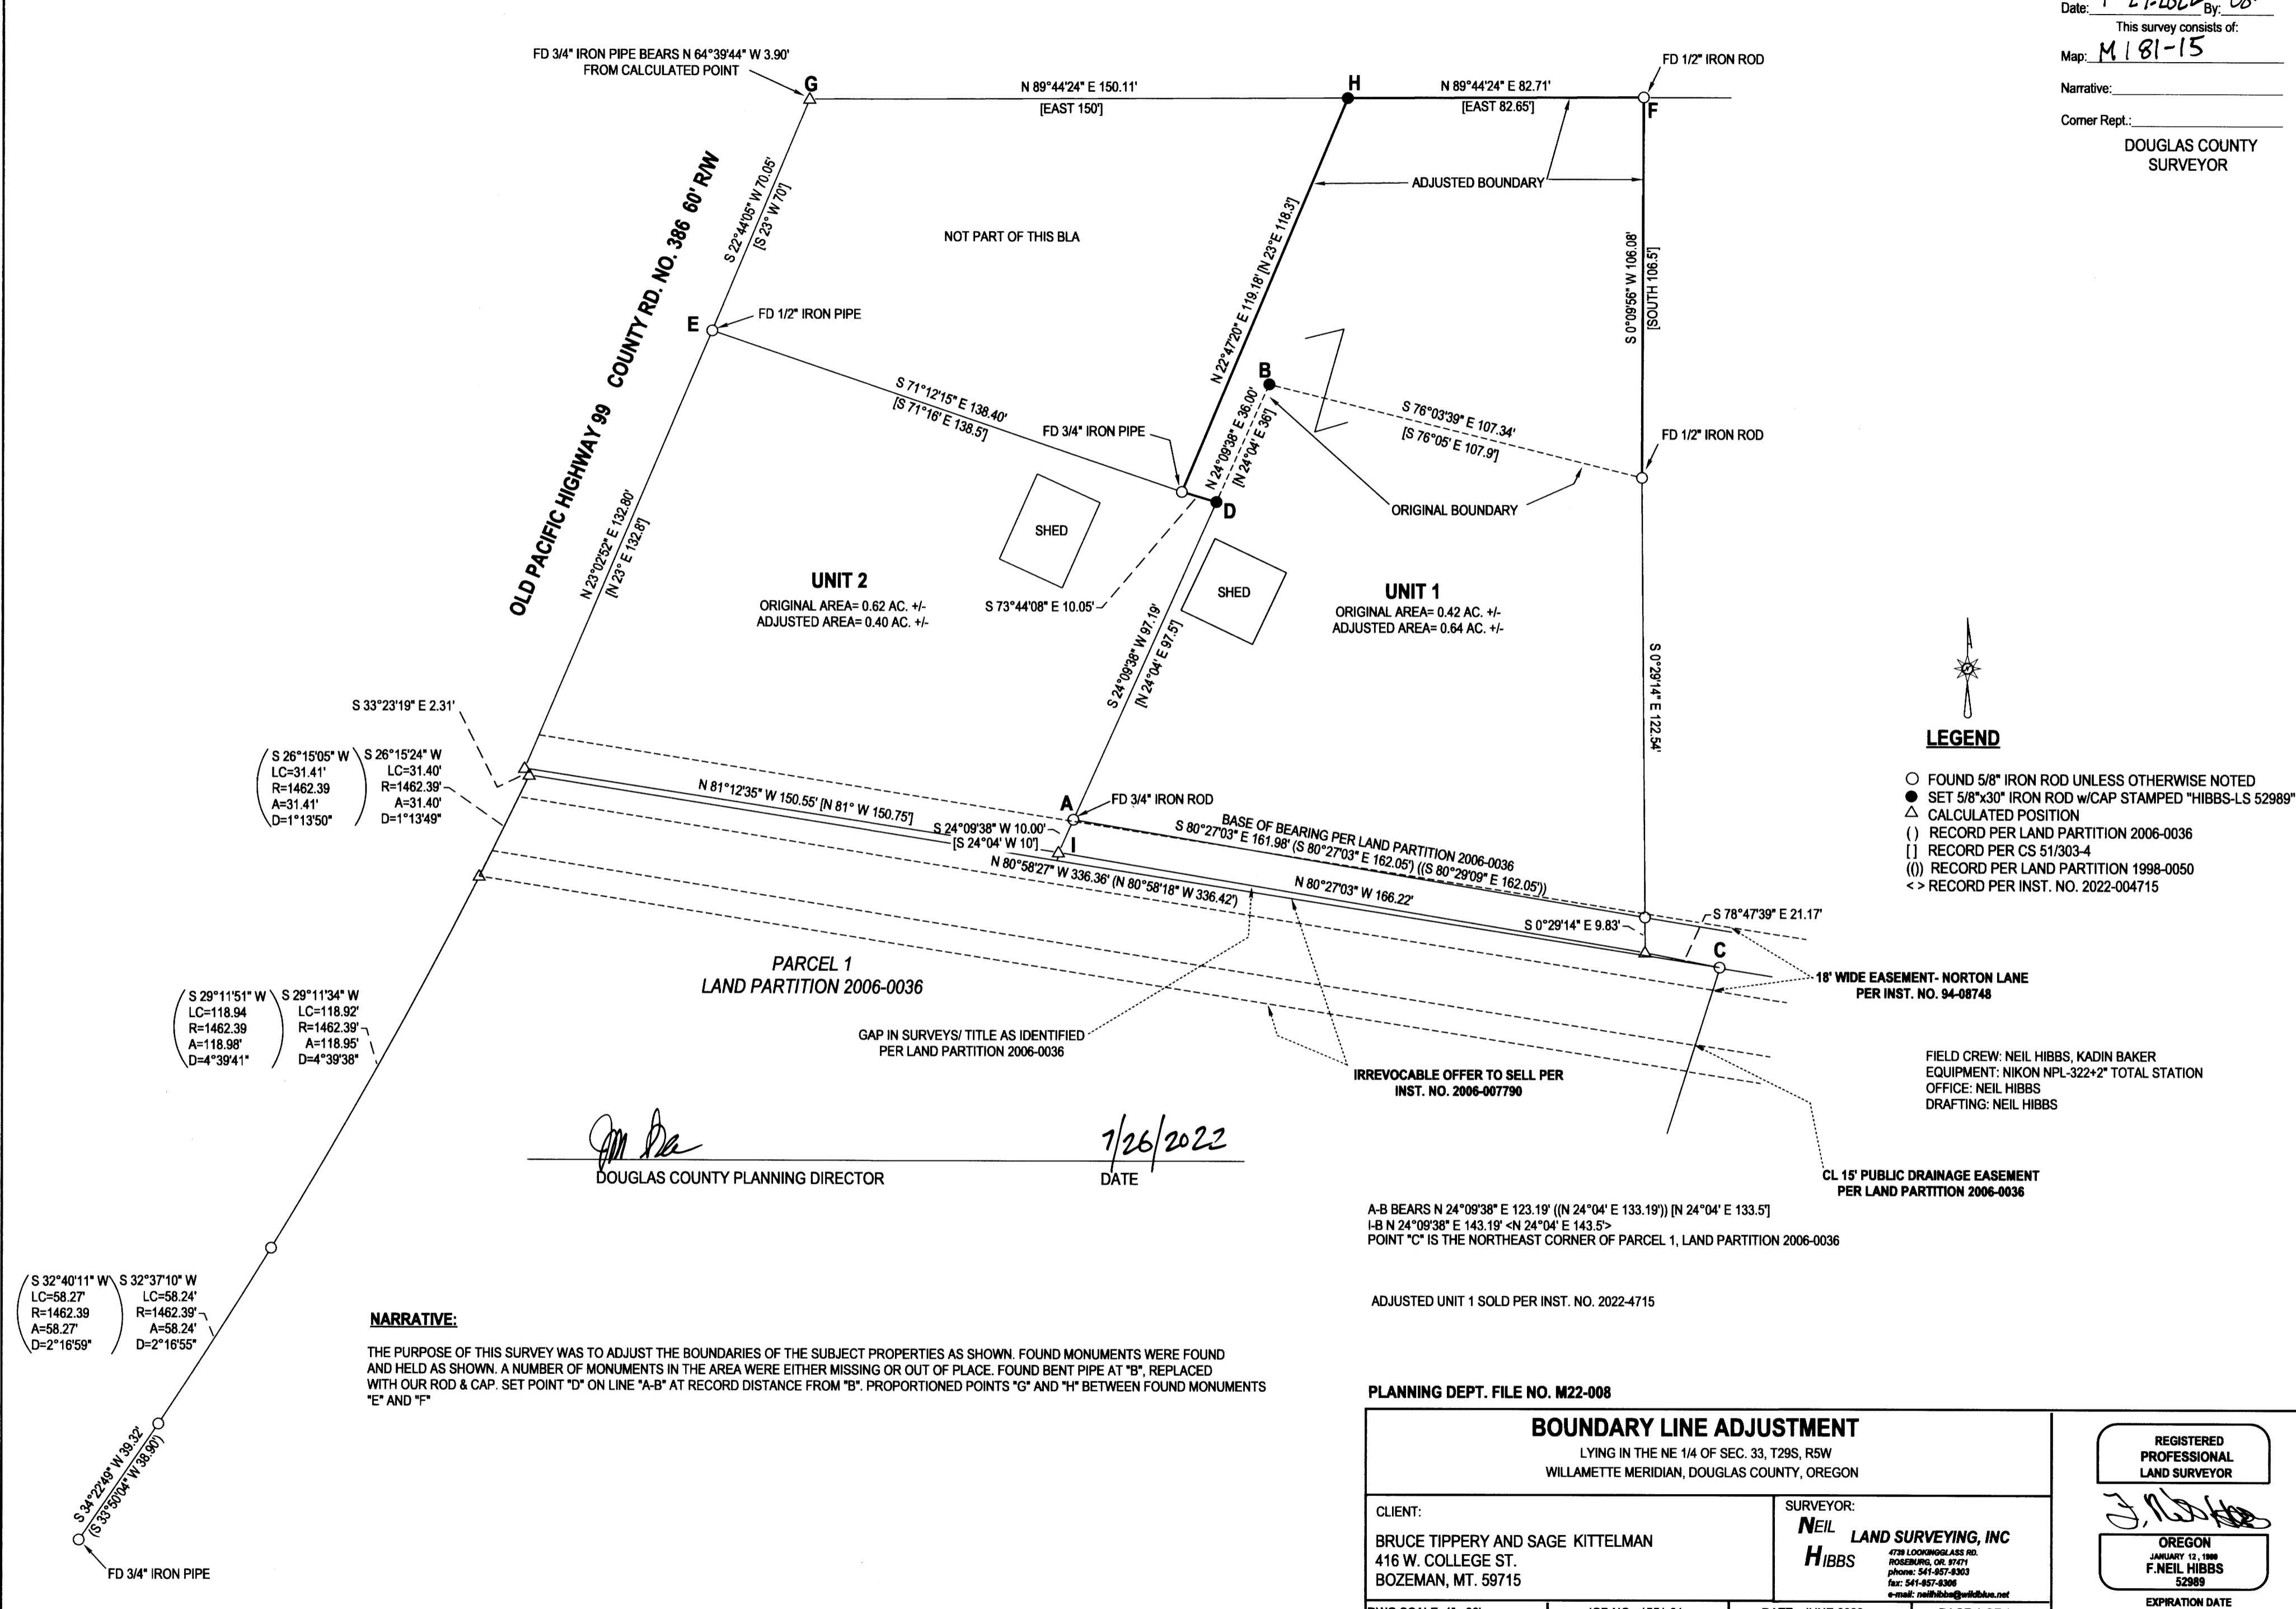 Date: By:
This survey consists of:
Map: M181-15
Narrative:
Corner Rept.:
DOUGLAS COUNTY
SURVEYOR
FD 3/4" IRON PIPE BEARS N 64°39'44" W 3.90'
FROM CALCULATED POINT
G
N 89°44'24" E 150.11'
[EAST 150']
H
N 89°44'24" E 82.71'
[EAST 82.65']
FD 1/2" IRON ROD
F
ADJUSTED BOUNDARY
S 22°44'05" W 70.05'
[S 23° W 70']
OLD PACIFIC HIGHWAY 99 COUNTY RD. NO. 386 60' R/W
NOT PART OF THIS BLA
N 22°47'20" E 119.18' [N 23°E 118.3']
S 0°09'56" W 106.08'
[SOUTH 106.5']
E
FD 1/2" IRON PIPE
S 71°12'15" E 138.40'
[S 71°16' E 138.5']
FD 3/4" IRON PIPE
B
N 24°09'38" E 36.00'
[N 24°04' E 36']
S 76°03'39" E 107.34'
[S 76°05' E 107.9']
FD 1/2" IRON ROD
ORIGINAL BOUNDARY
D
SHED
SHED
N 23°02'52" E 132.80'
[N 23° E 132.8']
UNIT 2
ORIGINAL AREA= 0.62 AC. +/-
ADJUSTED AREA= 0.40 AC. +/-
S 73°44'08" E 10.05'
UNIT 1
ORIGINAL AREA= 0.42 AC. +/-
ADJUSTED AREA= 0.64 AC. +/-
S 24°09'38" W 97.19'
[N 24°04' E 97.5']
S 0°29'14" E 122.54'
S 33°23'19" E 2.31'
(S 26°15'05" W
LC=31.41'
R=1462.39
A=31.41'
D=1°13'50")
S 26°15'24" W
LC=31.40'
R=1462.39'
A=31.40'
D=1°13'49"
N 81°12'35" W 150.55' [N 81° W 150.75']
A
FD 3/4" IRON ROD
S 24°09'38" W 10.00'
[S 24°04' W 10']
I
BASE OF BEARING PER LAND PARTITION 2006-0036
S 80°27'03" E 161.98' (S 80°27'03" E 162.05') ((S 80°29'09" E 162.05'))
N 80°58'27" W 336.36' (N 80°58'18" W 336.42')
N 80°27'03" W 166.22'
S 0°29'14" E 9.83'
S 78°47'39" E 21.17'
C
18' WIDE EASEMENT- NORTON LANE
PER INST. NO. 94-08748
PARCEL 1
LAND PARTITION 2006-0036
GAP IN SURVEYS/ TITLE AS IDENTIFIED
PER LAND PARTITION 2006-0036
IRREVOCABLE OFFER TO SELL PER
INST. NO. 2006-007790
CL 15' PUBLIC DRAINAGE EASEMENT
PER LAND PARTITION 2006-0036
LEGEND
FOUND 5/8" IRON ROD UNLESS OTHERWISE NOTED
SET 5/8"x30" IRON ROD w/CAP STAMPED "HIBBS-LS 52989"
CALCULATED POSITION
( ) RECORD PER LAND PARTITION 2006-0036
[ ] RECORD PER CS 51/303-4
(()) RECORD PER LAND PARTITION 1998-0050
< > RECORD PER INST. NO. 2022-004715
FIELD CREW: NEIL HIBBS, KADIN BAKER
EQUIPMENT: NIKON NPL-322+2" TOTAL STATION
OFFICE: NEIL HIBBS
DRAFTING: NEIL HIBBS
(S 29°11'51" W
LC=118.94
R=1462.39
A=118.98'
D=4°39'41")
S 29°11'34" W
LC=118.92'
R=1462.39'
A=118.95'
D=4°39'38"
7/26/2022
DOUGLAS COUNTY PLANNING DIRECTOR
DATE
A-B BEARS N 24°09'38" E 123.19' ((N 24°04' E 133.19')) [N 24°04' E 133.5']
I-B N 24°09'38" E 143.19' <N 24°04' E 143.5'>
POINT "C" IS THE NORTHEAST CORNER OF PARCEL 1, LAND PARTITION 2006-0036
ADJUSTED UNIT 1 SOLD PER INST. NO. 2022-4715
(S 32°40'11" W
LC=58.27'
R=1462.39
A=58.27'
D=2°16'59")
S 32°37'10" W
LC=58.24'
R=1462.39'
A=58.24'
D=2°16'55"
NARRATIVE:
THE PURPOSE OF THIS SURVEY WAS TO ADJUST THE BOUNDARIES OF THE SUBJECT PROPERTIES AS SHOWN. FOUND MONUMENTS WERE FOUND
AND HELD AS SHOWN. A NUMBER OF MONUMENTS IN THE AREA WERE EITHER MISSING OR OUT OF PLACE. FOUND BENT PIPE AT "B", REPLACED
WITH OUR ROD & CAP. SET POINT "D" ON LINE "A-B" AT RECORD DISTANCE FROM "B". PROPORTIONED POINTS "G" AND "H" BETWEEN FOUND MONUMENTS
"E" AND "F"
S 34°22'49" W 39.32'
(S 33°50'04" W 38.90')
FD 3/4" IRON PIPE
PLANNING DEPT. FILE NO. M22-008
BOUNDARY LINE ADJUSTMENT
LYING IN THE NE 1/4 OF SEC. 33, T29S, R5W
WILLAMETTE MERIDIAN, DOUGLAS COUNTY, OREGON
CLIENT:
BRUCE TIPPERY AND SAGE KITTELMAN
416 W. COLLEGE ST.
BOZEMAN, MT. 59715
SURVEYOR:
NEIL
HIBBS
LAND SURVEYING, INC
4739 LOOKINGGLASS RD.
ROSEBURG, OR. 97471
phone: 541-957-9303
fax: 541-957-9306
e-mail: neilhibbs@wildblue.net
REGISTERED
PROFESSIONAL
LAND SURVEYOR
OREGON
JANUARY 12, 1988
F.NEIL HIBBS
52989
EXPIRATION DATE